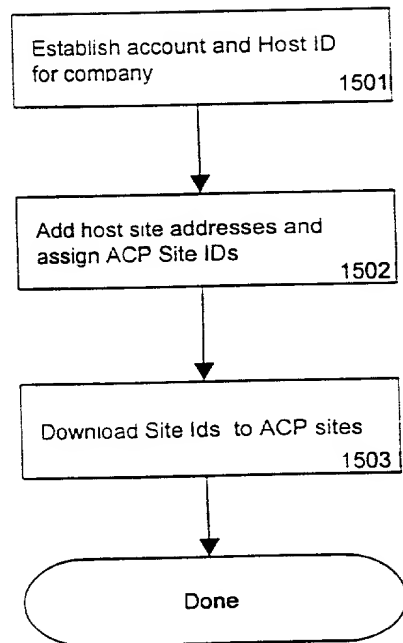 Establish account and Host ID
for company
1501
Add host site addresses and
assign ACP Site IDs
1502
Download Site Ids to ACP sites
1503
Done